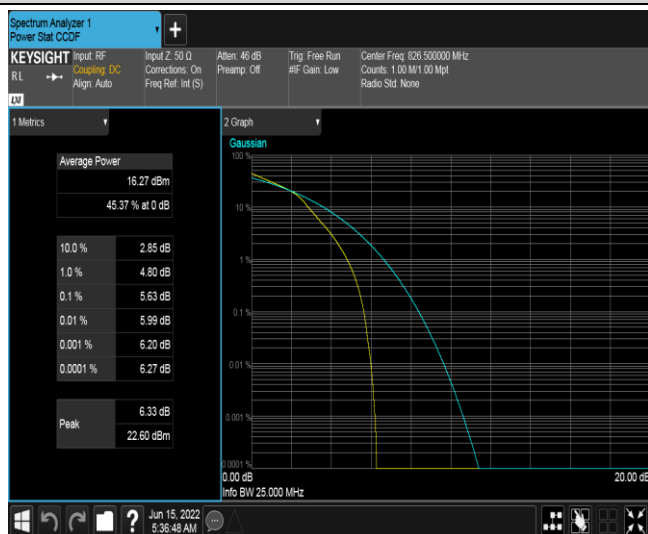 Spectrum Analyzer 1
Power Stat CCDF
+
KEYSIGHT Input: RF Input Z: 50 Ω Atten: 46 dB Trig: Free Run Center Freq: 826.500000 MHz
RL Coupling: DC Corrections: On Preamp: Off #IF Gain: Low Counts: 1.00 M/1.00 Mpt
Align: Auto Freq Ref: Int (S) Radio Std: None
LXI
1 Metrics
Average Power
16.27 dBm
45.37 % at 0 dB
10.0 % 2.85 dB
1.0 % 4.80 dB
0.1 % 5.63 dB
0.01 % 5.99 dB
0.001 % 6.20 dB
0.0001 % 6.27 dB
Peak 6.33 dB
22.60 dBm
2 Graph
Gaussian
100 %
10 %
1 %
0.1 %
0.01 %
0.001 %
0.0001 %
0.00 dB 20.00 dB
Info BW 25.000 MHz
? Jun 15, 2022
5:36:48 AM